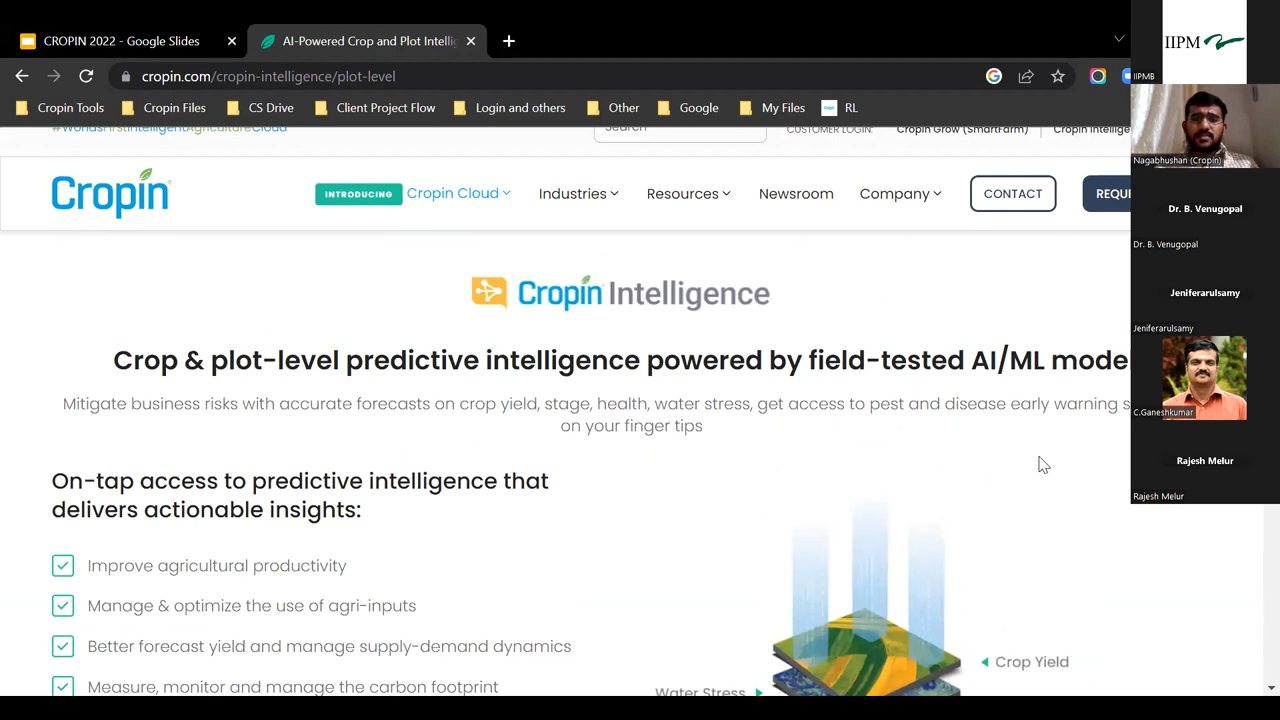 CROPIN 2022 - Google Slides
AI-Powered Crop and Plot Intelli
cropin.com/cropin-intelligence/plot-level
Cropin Tools
Cropin Files
CS Drive
Client Project Flow
Login and others
Other
Google
My Files
RL
#WorldsFirstIntelligentAgricultureCloud
Search
CUSTOMER LOGIN:
Cropin Grow (SmartFarm)
Cropin Intellige
Cropin
INTRODUCING
Cropin Cloud
Industries
Resources
Newsroom
Company
CONTACT
REQU
Cropin Intelligence
Crop & plot-level predictive intelligence powered by field-tested AI/ML mode
Mitigate business risks with accurate forecasts on crop yield, stage, health, water stress, get access to pest and disease early warning s
on your finger tips
On-tap access to predictive intelligence that
delivers actionable insights:
Improve agricultural productivity
Manage & optimize the use of agri-inputs
Better forecast yield and manage supply-demand dynamics
Measure, monitor and manage the carbon footprint
Crop Yield
Water Stress
IIPM
IIPMB
Nagabhushan (Cropin)
Dr. B. Venugopal
Dr. B. Venugopal
Jeniferarulsamy
Jeniferarulsamy
C.Ganeshkumar
Rajesh Melur
Rajesh Melur